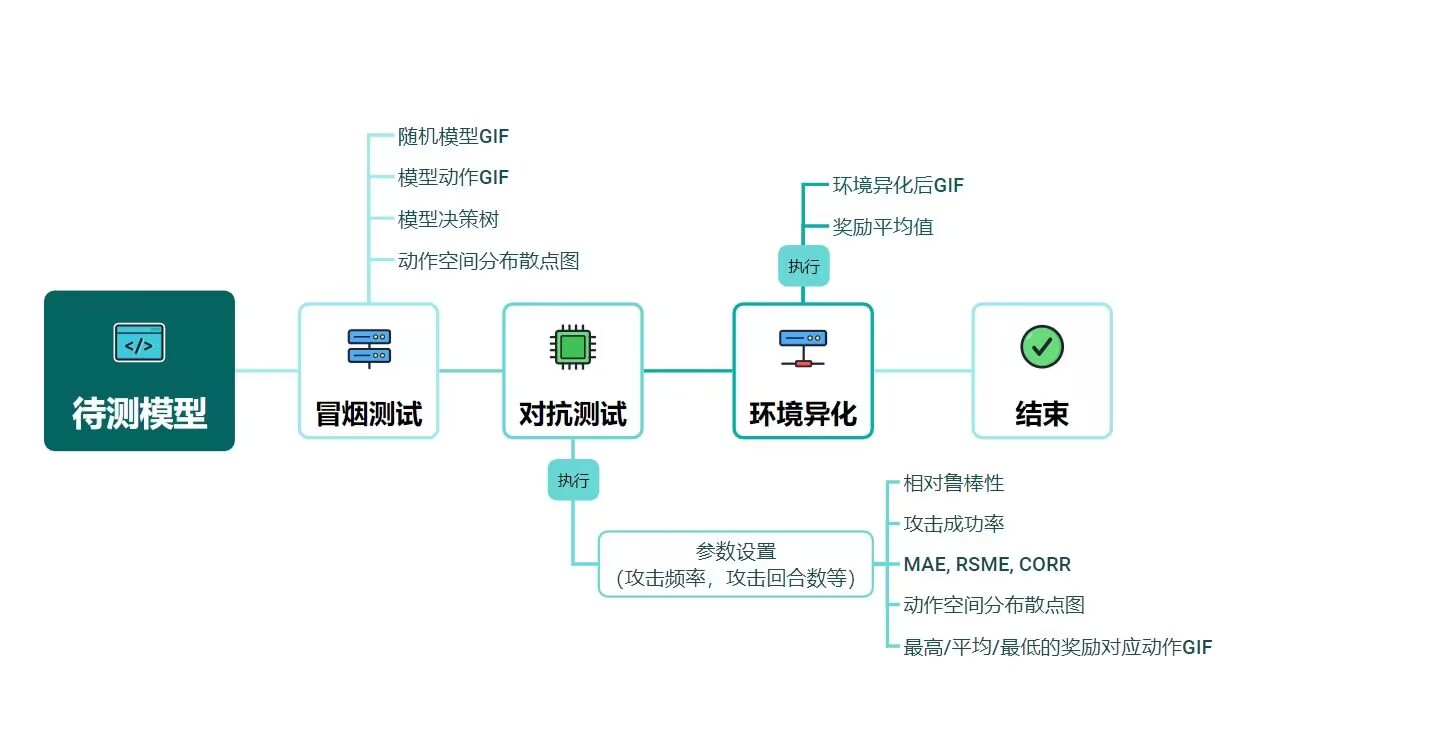 随机模型GIF
模型动作GIF
模型决策树
动作空间分布散点图
环境异化后GIF
奖励平均值
执行
待测模型
冒烟测试
对抗测试
环境异化
结束
执行
参数设置
（攻击频率，攻击回合数等）
相对鲁棒性
攻击成功率
MAE, RSME, CORR
动作空间分布散点图
最高/平均/最低的奖励对应动作GIF